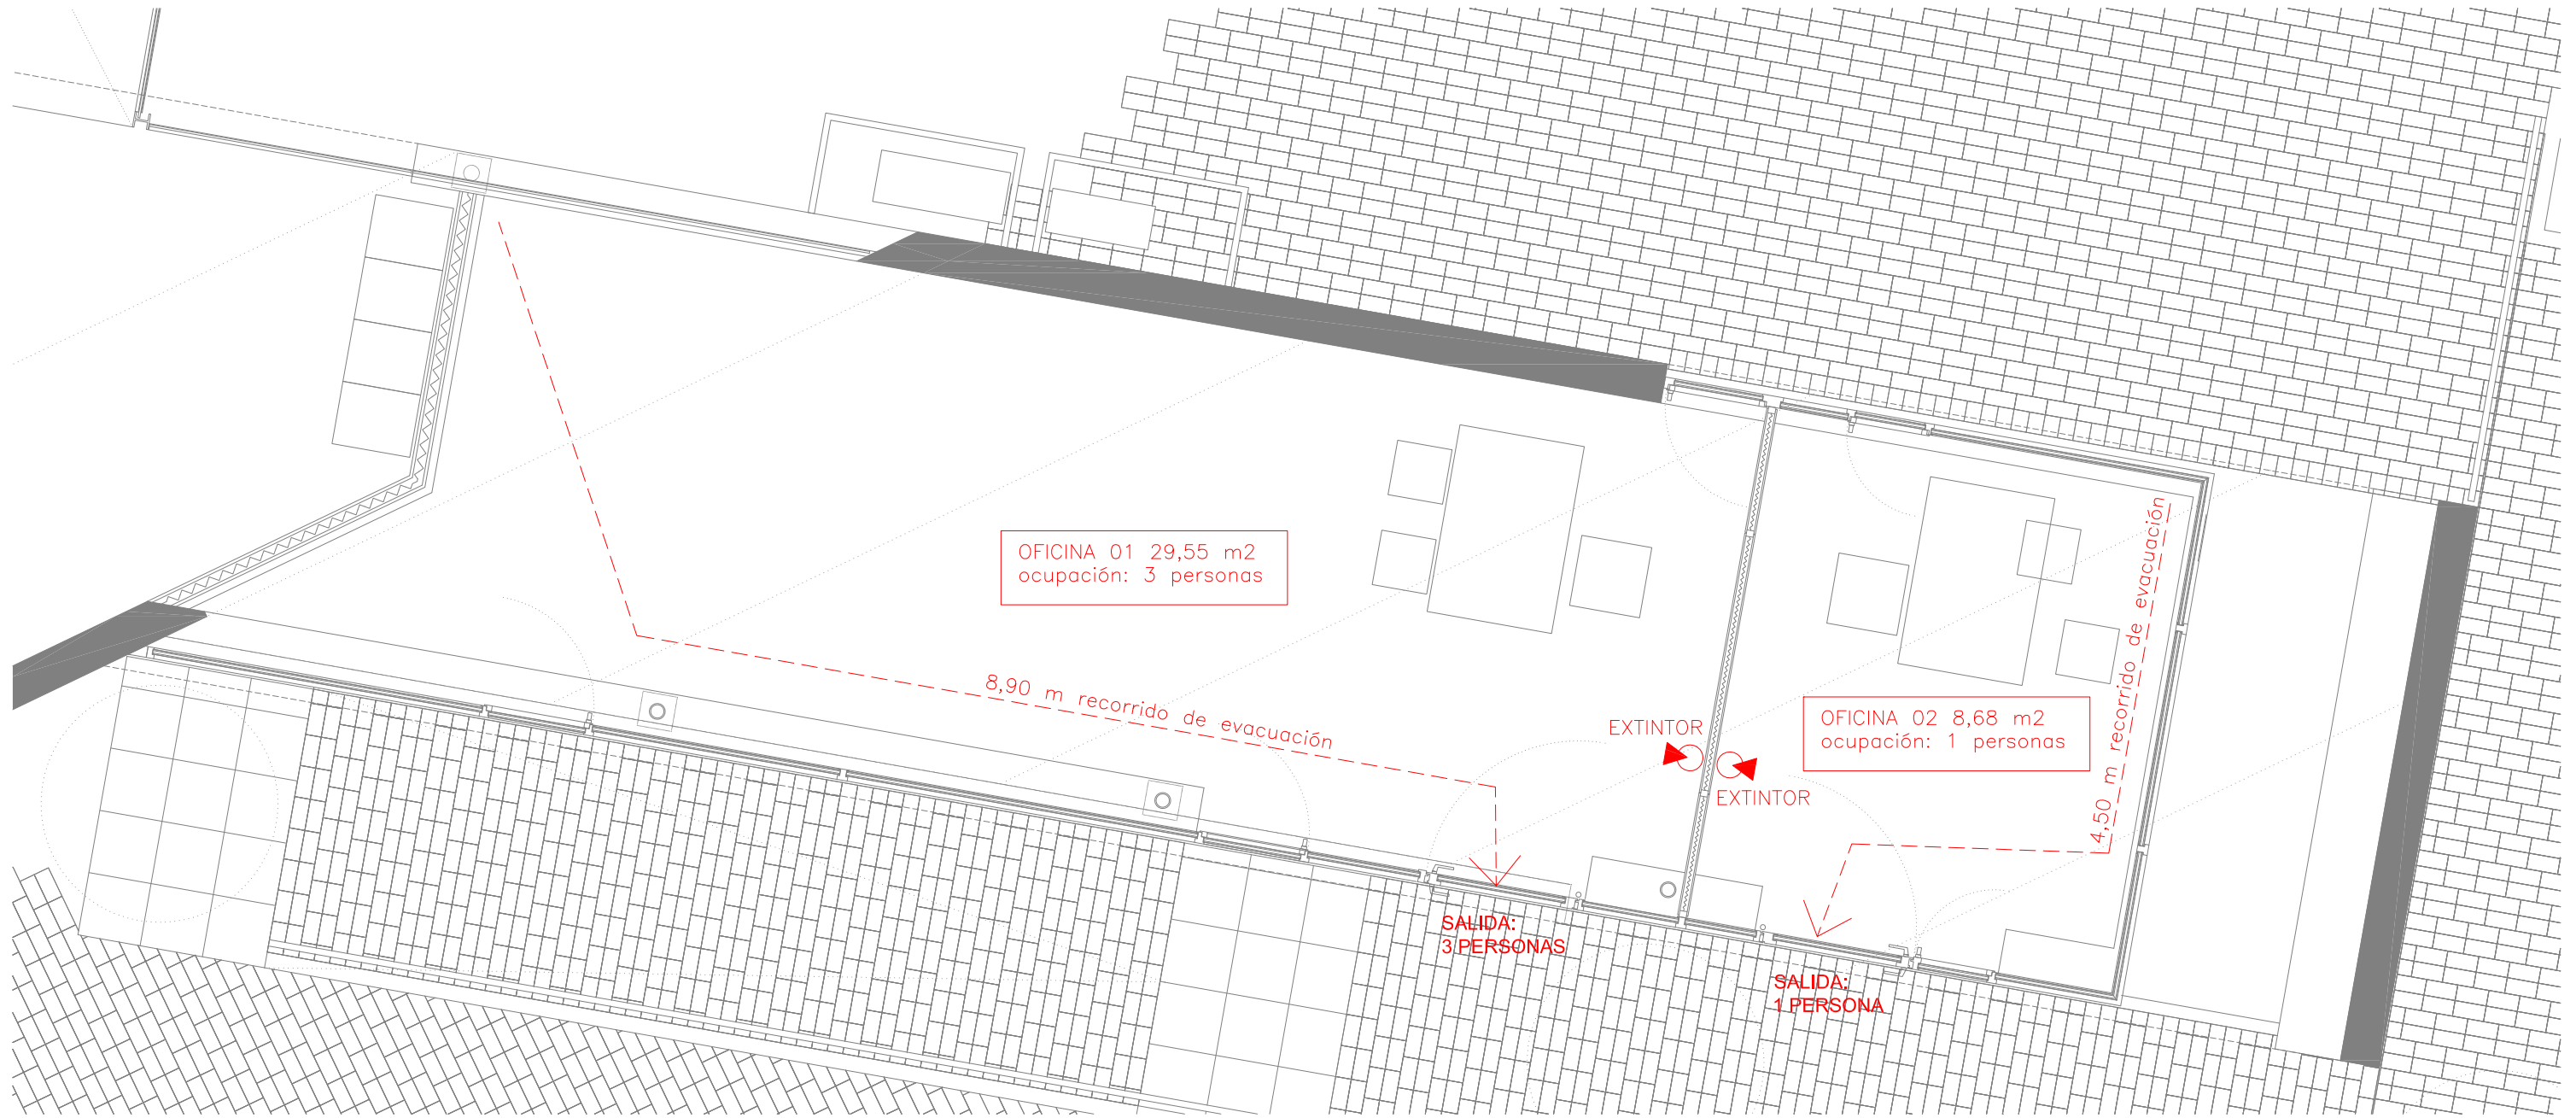 OFICINA 01 29,55 m2
ocupación: 3 personas
8,90 m recorrido de evacuación
EXTINTOR
EXTINTOR
OFICINA 02 8,68 m2
ocupación: 1 personas
4,50 m recorrido de evacuación
SALIDA:
3 PERSONAS
SALIDA:
1 PERSONA